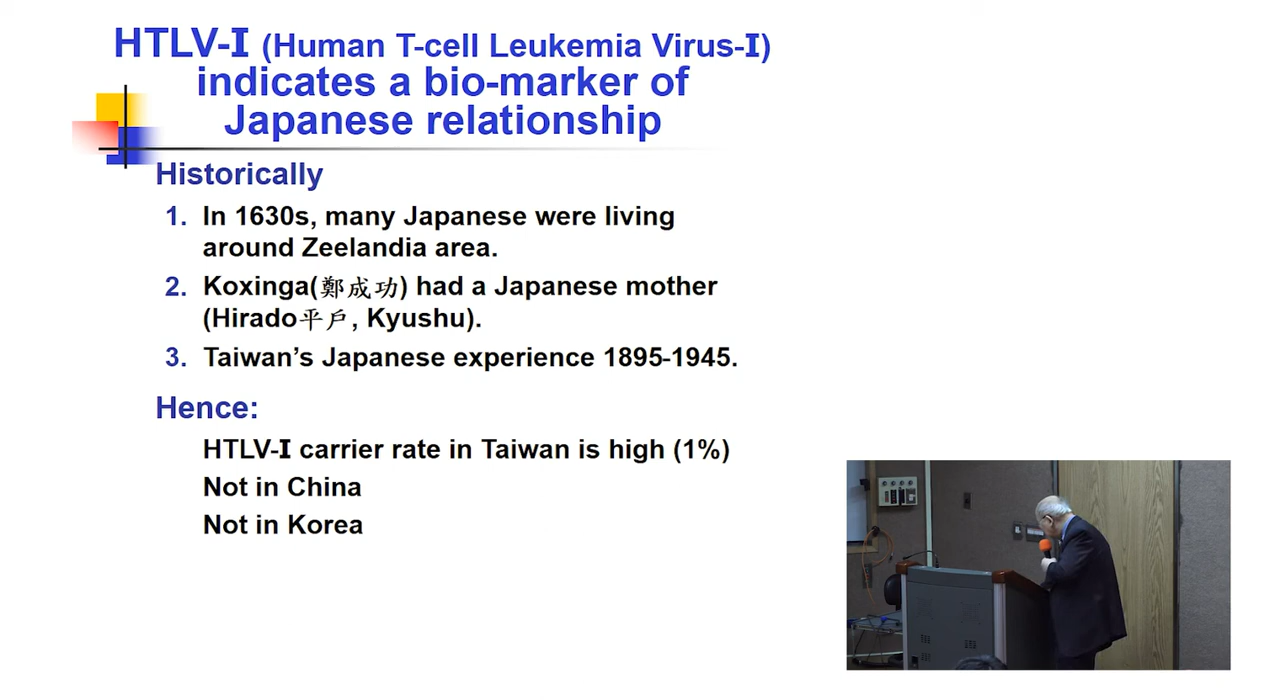 HTLV-I (Human T-cell Leukemia Virus-I)
indicates a bio-marker of
Japanese relationship
Historically
1. In 1630s, many Japanese were living
around Zeelandia area.
2. Koxinga(鄭成功) had a Japanese mother
(Hirado平戶, Kyushu).
3. Taiwan's Japanese experience 1895-1945.
Hence:
HTLV-I carrier rate in Taiwan is high (1%)
Not in China
Not in Korea